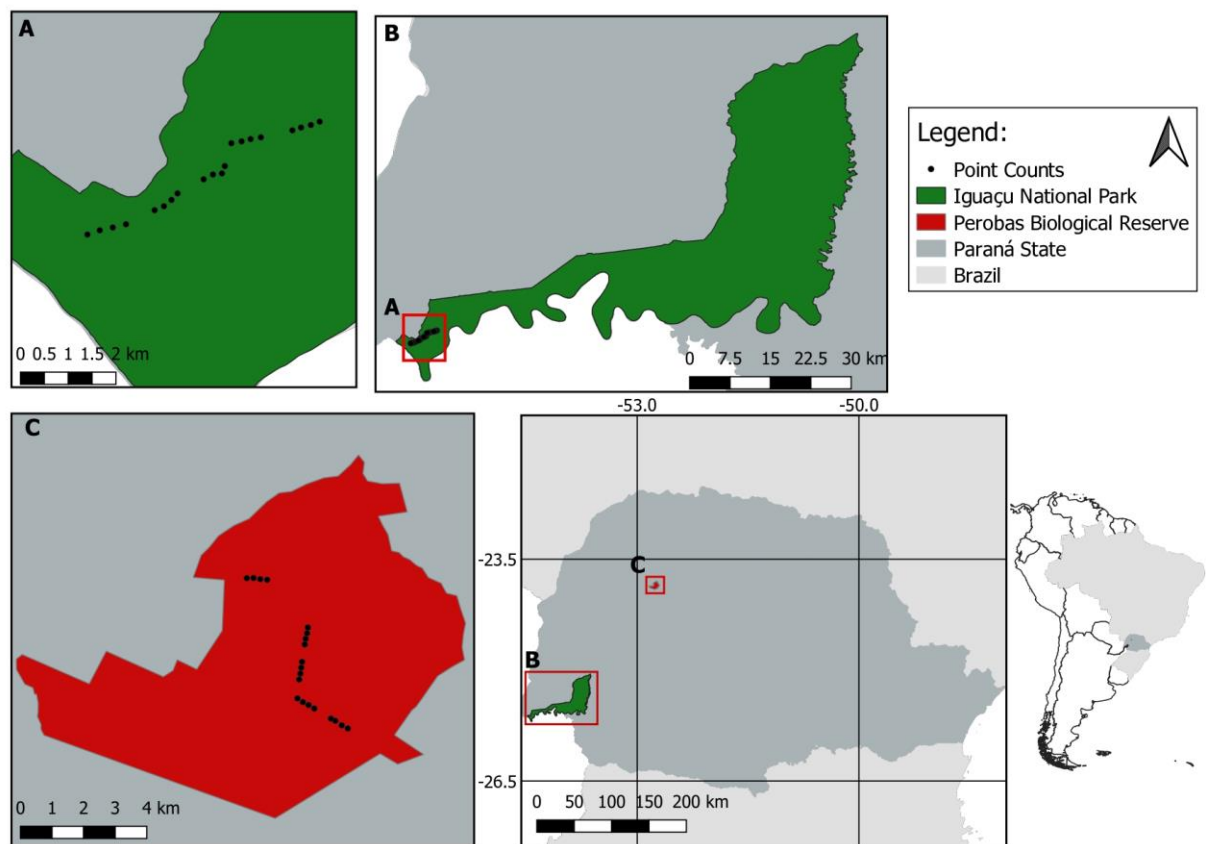 A
0 0.5 1 1.5 2 km
B
A
0 7.5 15 22.5 30 km
Legend:
Point Counts
Iguaçu National Park
Perobas Biological Reserve
Paraná State
Brazil
C
0 1 2 3 4 km
-53.0 -50.0
-23.5
C
B
-26.5
0 50 100 150 200 km